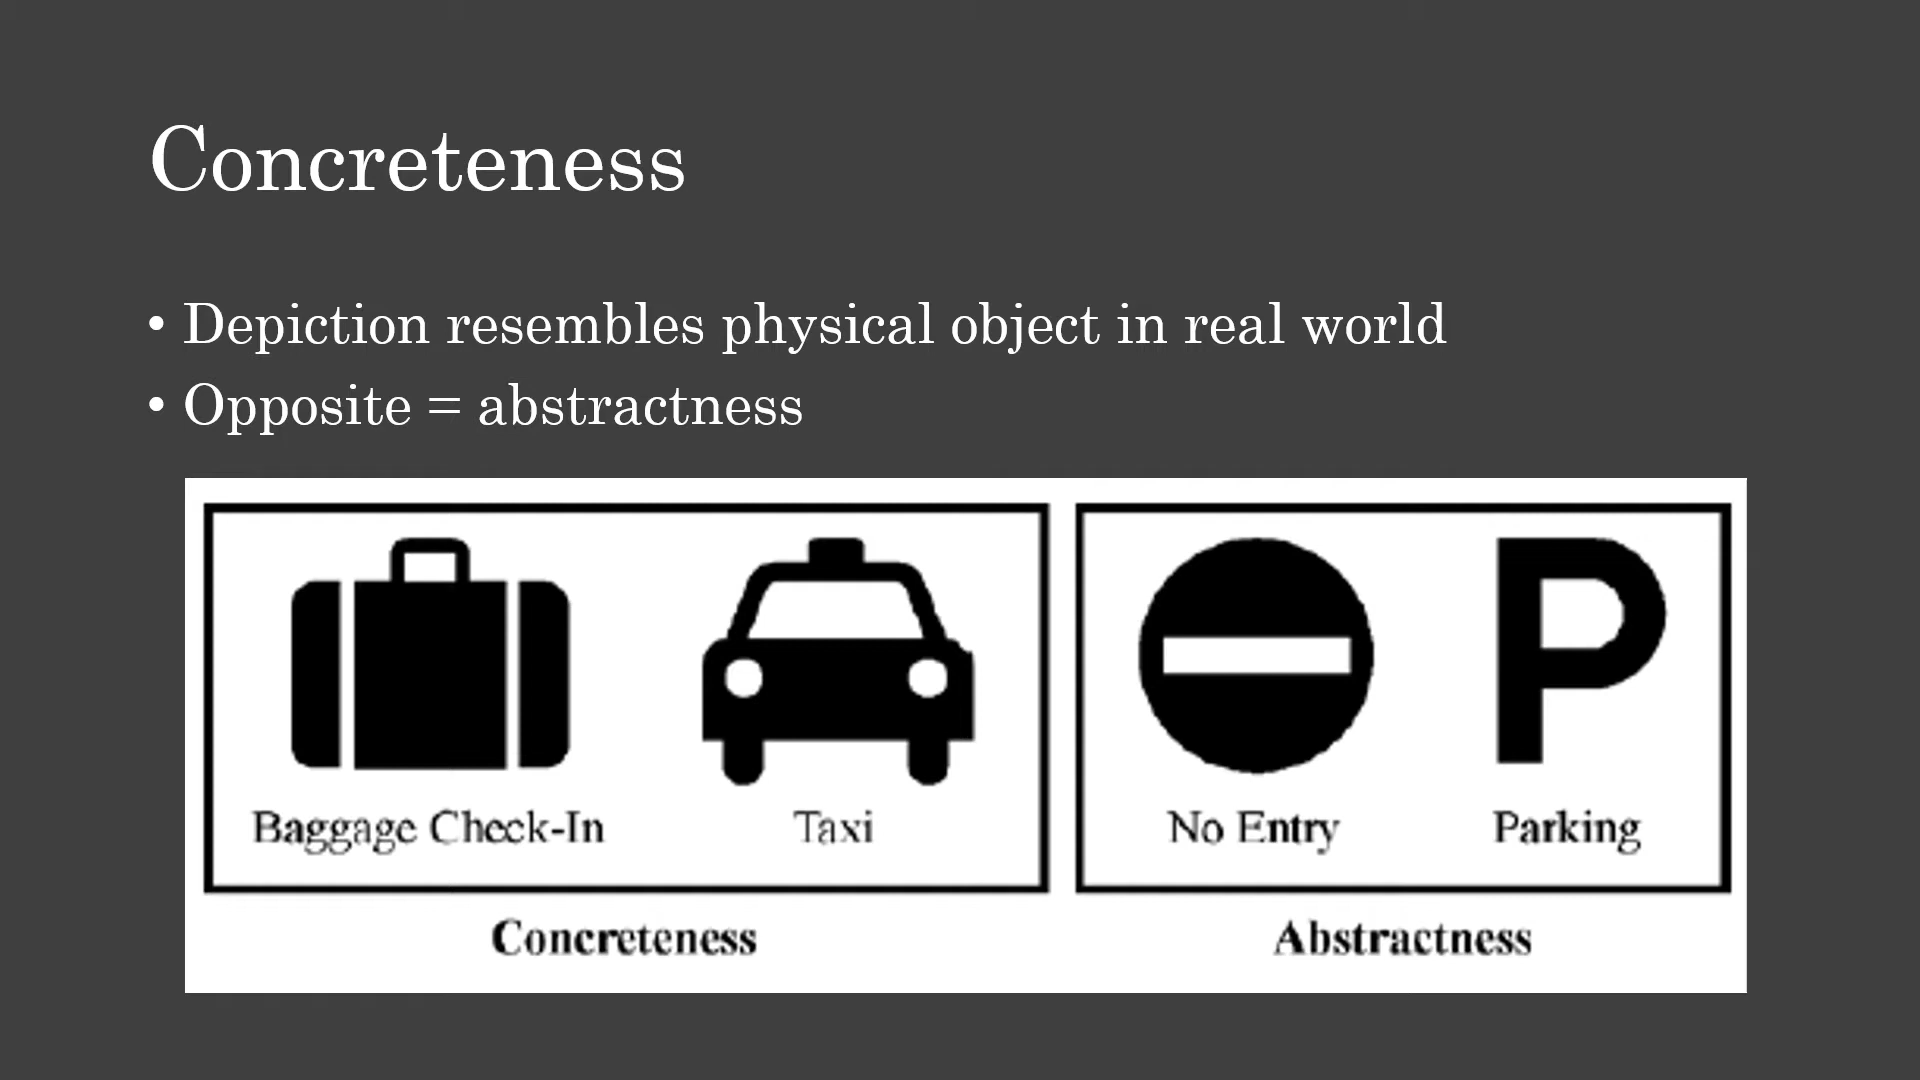 Concreteness
• Depiction resembles physical object in real world
• Opposite = abstractness
P
Baggage Check-In Taxi No Entry Parking
Concreteness Abstractness